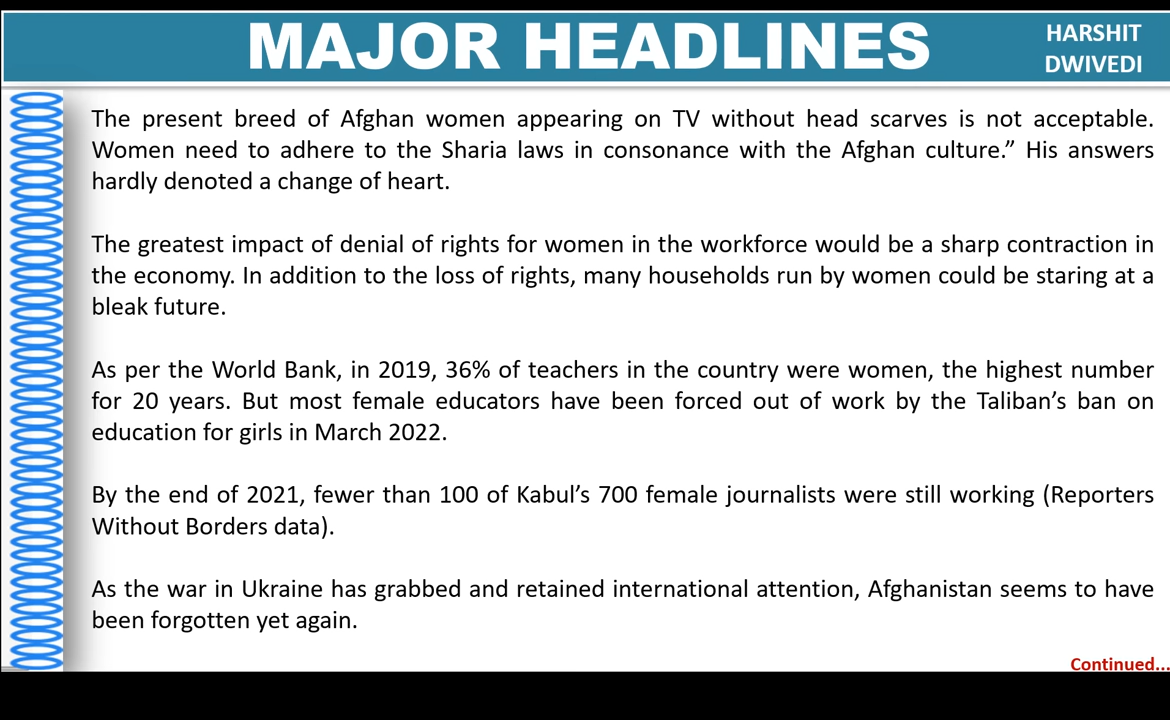 MAJOR HEADLINES
HARSHIT
DWIVEDI
The present breed of Afghan women appearing on TV without head scarves is not acceptable.
Women need to adhere to the Sharia laws in consonance with the Afghan culture.” His answers
hardly denoted a change of heart.
The greatest impact of denial of rights for women in the workforce would be a sharp contraction in
the economy. In addition to the loss of rights, many households run by women could be staring at a
bleak future.
As per the World Bank, in 2019, 36% of teachers in the country were women, the highest number
for 20 years. But most female educators have been forced out of work by the Taliban’s ban on
education for girls in March 2022.
By the end of 2021, fewer than 100 of Kabul’s 700 female journalists were still working (Reporters
Without Borders data).
As the war in Ukraine has grabbed and retained international attention, Afghanistan seems to have
been forgotten yet again.
Continued...